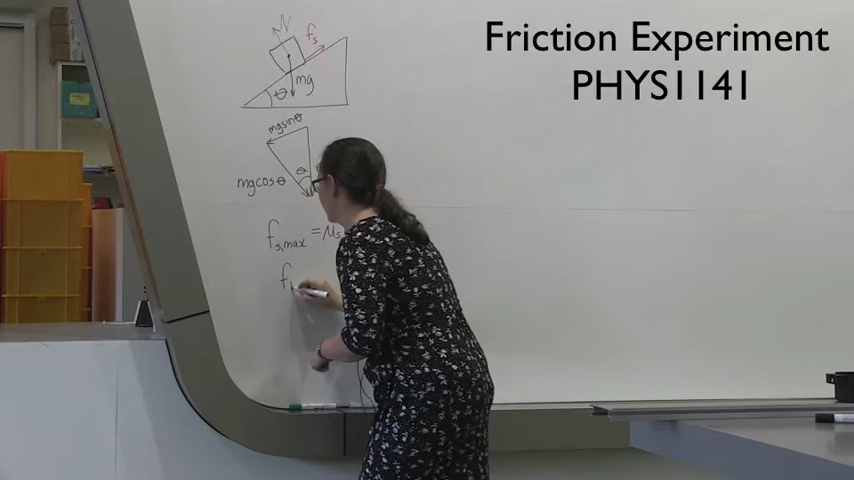 Friction Experiment
PHYS1141
N
fs
mg
θ
mgsinθ
θ
mgcosθ
fs,max = μs
f